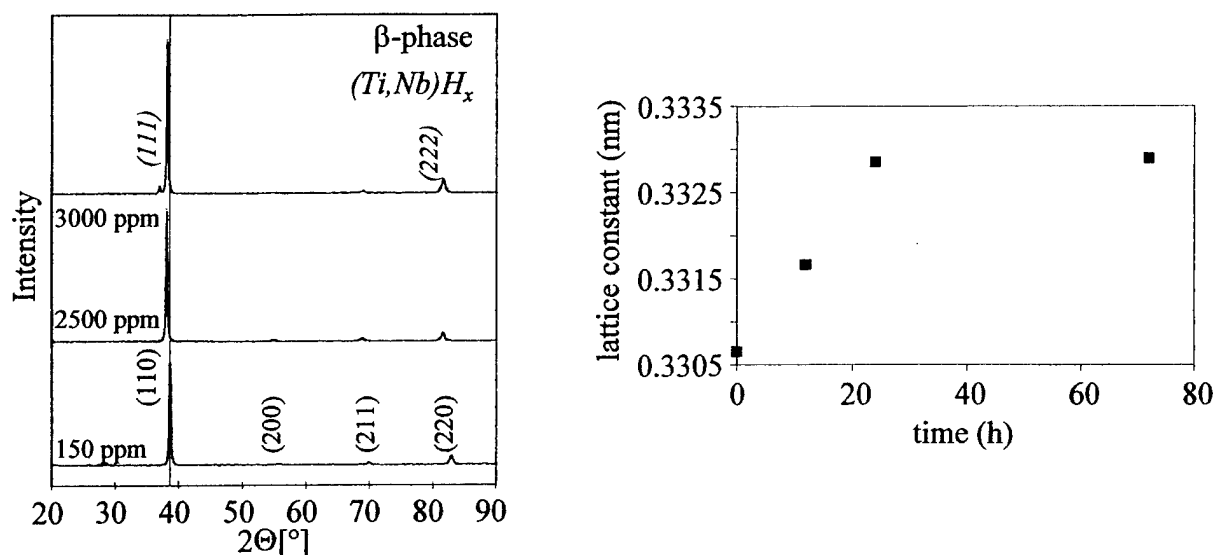 β-phase
(Ti,Nb)Hₓ
(111)
(222)
3000 ppm
2500 ppm
(110)
(200)
(211)
(220)
150 ppm
Intensity
20 30 40 50 60 70 80 90
2Θ[°]
0.3335
0.3325
0.3315
0.3305
lattice constant (nm)
0 20 40 60 80
time (h)